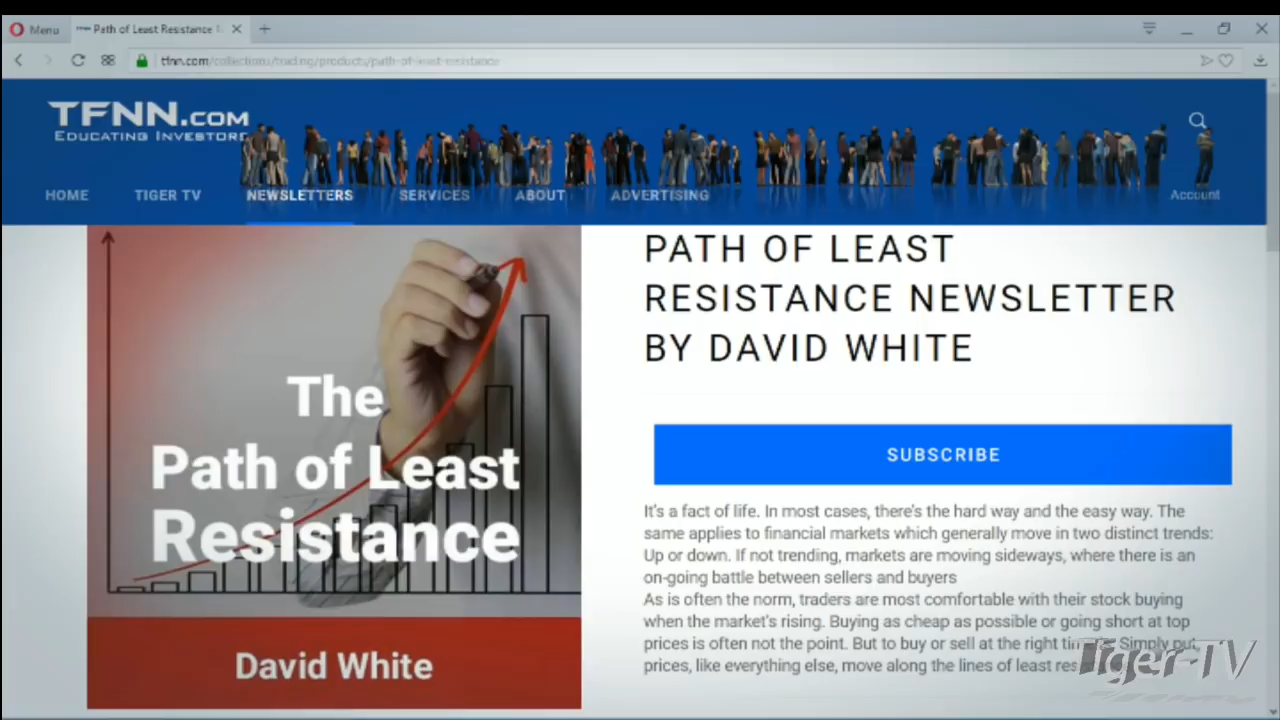 Menu
Path of Least Resistance
tfnn.com/collections/trading/products/path-of-least-resistance
TFNN.COM
EDUCATING INVESTORS
HOME TIGER TV NEWSLETTERS SERVICES ABOUT ADVERTISING Account
The
Path of Least
Resistance
David White
PATH OF LEAST
RESISTANCE NEWSLETTER
BY DAVID WHITE
SUBSCRIBE
It's a fact of life. In most cases, there's the hard way and the easy way. The
same applies to financial markets which generally move in two distinct trends:
Up or down. If not trending, markets are moving sideways, where there is an
on-going battle between sellers and buyers
As is often the norm, traders are most comfortable with their stock buying
when the market's rising. Buying as cheap as possible or going short at top
prices is often not the point. But to buy or sell at the right Simply put,
prices, like everything else, move along the lines of least
Tiger-TV